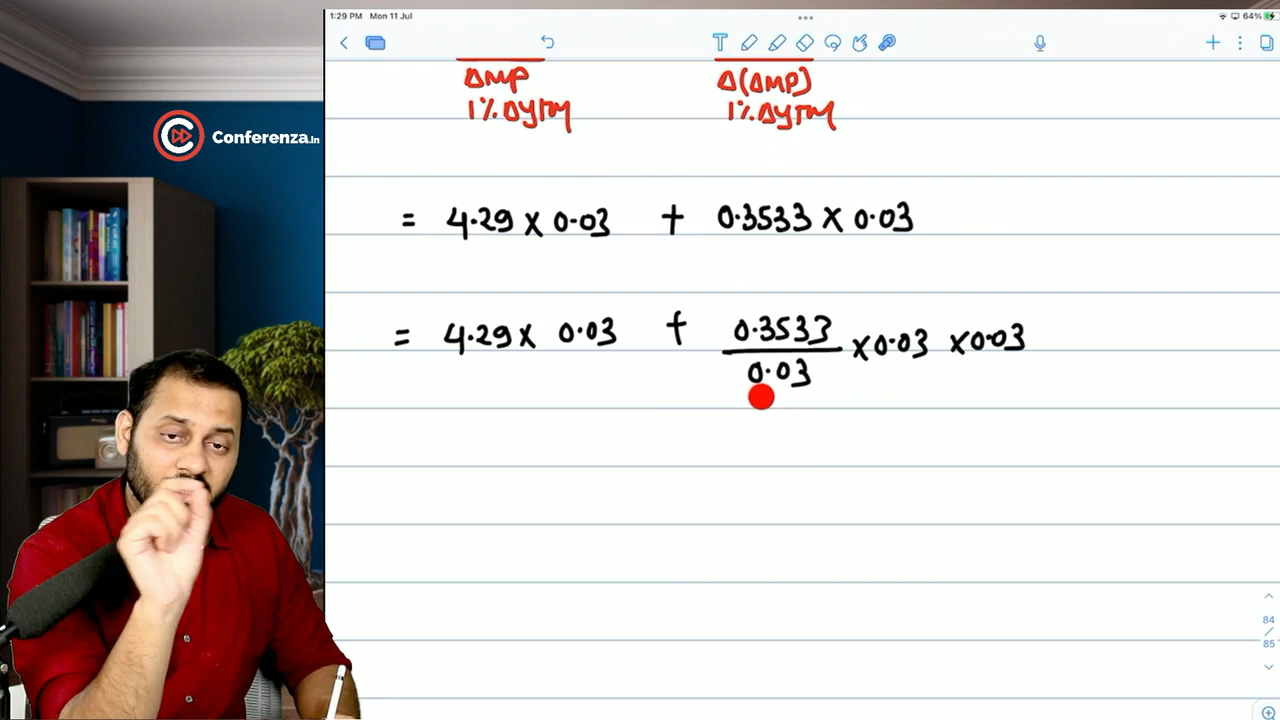 1:29 PM Mon 11 Jul
64%
ΔMP
1% ΔYTM
Δ(ΔMP)
1% ΔYTM
Conferenza.In
= 4.29 × 0.03 + 0.3533 × 0.03
= 4.29 × 0.03 + 0.3533 / 0.03 × 0.03 × 0.03
84
/
85